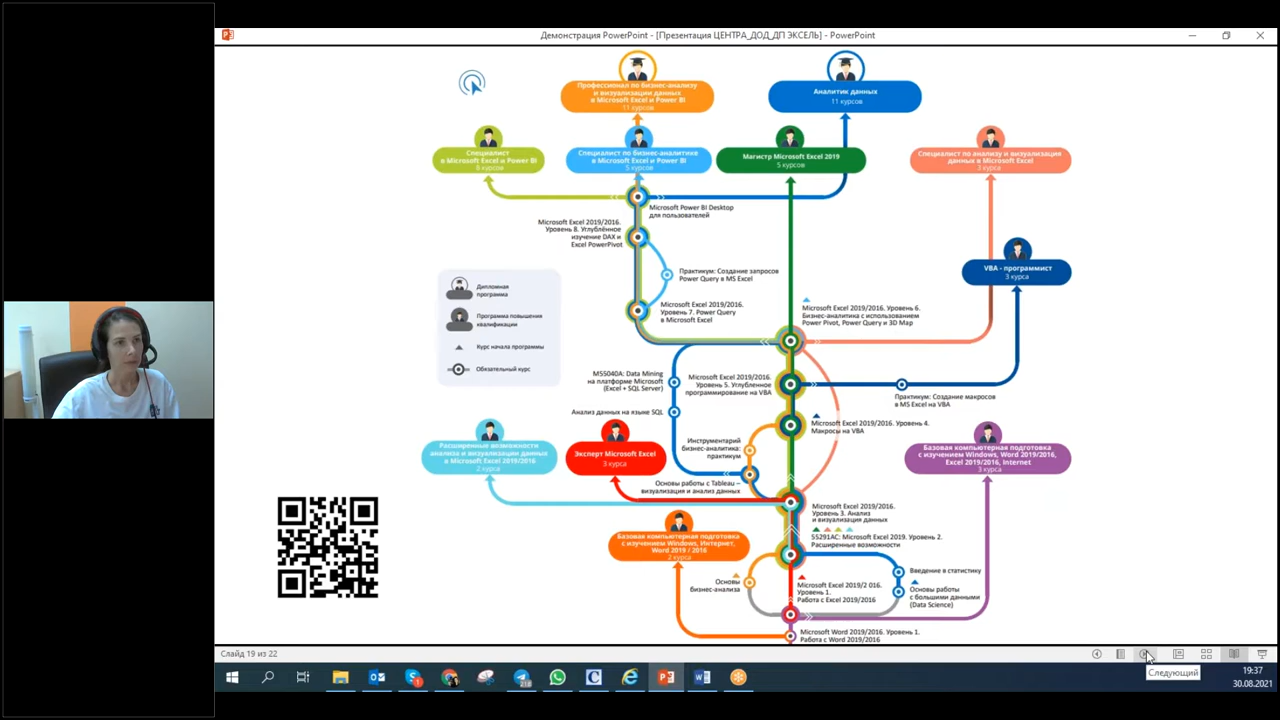 Демонстрация PowerPoint - [Презентация ЦЕНТРА_ДОД_ДП ЭКСЕЛЬ] - PowerPoint
Профессионал по бизнес-анализу
и визуализации данных
в Microsoft Excel и Power BI
11 курсов
Аналитик данных
11 курсов
Специалист
в Microsoft Excel и Power BI
6 курсов
Специалист по бизнес-аналитике
в Microsoft Excel и Power BI
5 курсов
Магистр Microsoft Excel 2019
5 курсов
Специалист по анализу и визуализации
данных в Microsoft Excel
3 курса
Microsoft Power BI Desktop
для пользователей
Microsoft Excel 2019/2016.
Уровень 8. Углублённое
изучение DAX и
Excel PowerPivot
Практикум: Создание запросов
Power Query в MS Excel
VBA - программист
3 курса
Дипломная
программа
Программа повышения
квалификации
Курс начала программы
Обязательный курс
Microsoft Excel 2019/2016.
Уровень 7. Power Query
в Microsoft Excel
Microsoft Excel 2019/2016. Уровень 6.
Бизнес-аналитика с использованием
Power Pivot, Power Query и 3D Map
MS5040A: Data Mining
на платформе Microsoft
(Excel + SQL Server)
Microsoft Excel 2019/2016.
Уровень 5. Углубленное
программирование на VBA
Практикум: Создание макросов
в MS Excel на VBA
Анализ данных на языке SQL
Microsoft Excel 2019/2016. Уровень 4.
Макросы на VBA
Инструментарий
бизнес-аналитика:
практикум
Расширенные возможности
анализа и визуализации данных
в Microsoft Excel 2019/2016
2 курса
Эксперт Microsoft Excel
3 курса
Базовая компьютерная подготовка
с изучением Windows, Word 2019/2016,
Excel 2019/2016, Internet
3 курса
Основы работы с Tableau –
визуализация и анализ данных
Microsoft Excel 2019/2016.
Уровень 3. Анализ
и визуализация данных
55291AC: Microsoft Excel 2019. Уровень 2.
Расширенные возможности
Базовая компьютерная подготовка
с изучением Windows, Интернет,
Word 2019 / 2016
2 курса
Основы
бизнес-анализа
Microsoft Excel 2019/2 016.
Уровень 1.
Работа с Excel 2019/2016
Введение в статистику
Основы работы
с большими данными
(Data Science)
Microsoft Word 2019/2016. Уровень 1.
Работа с Word 2019/2016
Слайд 19 из 22
Следующий
19:37
30.08.2021